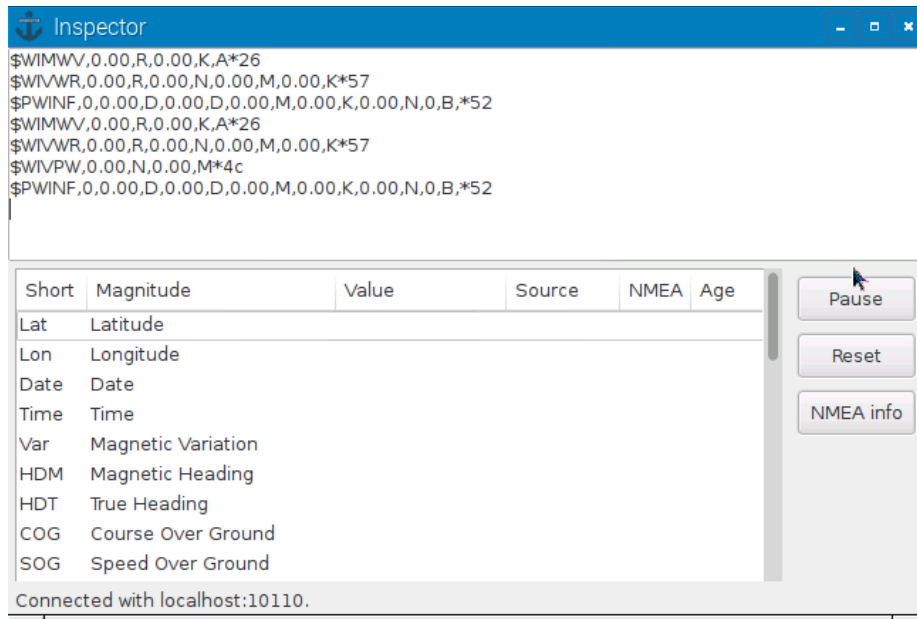 Inspector
$WIMWV,0.00,R,0.00,K,A*26
$WIVWR,0.00,R,0.00,N,0.00,M,0.00,K*57
$PWINF,0,0.00,D,0.00,D,0.00,M,0.00,K,0.00,N,0,B,*52
$WIMWV,0.00,R,0.00,K,A*26
$WIVWR,0.00,R,0.00,N,0.00,M,0.00,K*57
$WIVPW,0.00,N,0.00,M*4c
$PWINF,0,0.00,D,0.00,D,0.00,M,0.00,K,0.00,N,0,B,*52
Short Magnitude Value Source NMEA Age
Lat Latitude
Lon Longitude
Date Date
Time Time
Var Magnetic Variation
HDM Magnetic Heading
HDT True Heading
COG Course Over Ground
SOG Speed Over Ground
Pause
Reset
NMEA info
Connected with localhost:10110.